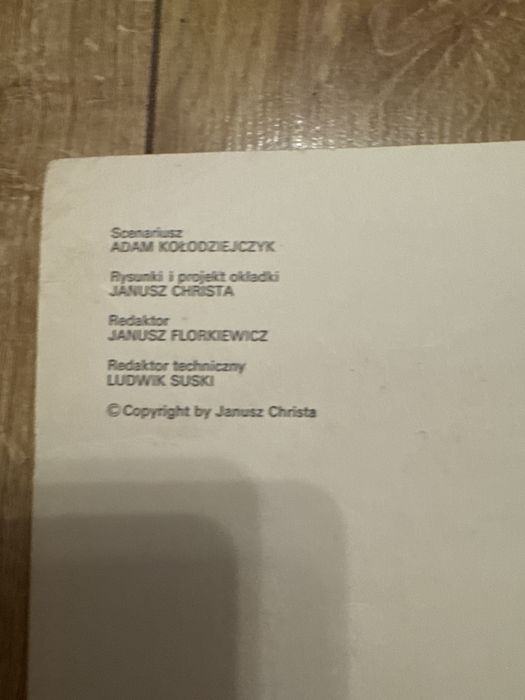 Scenariusz
ADAM KOŁODZIEJCZYK
Rysunki i projekt okładki
JANUSZ CHRISTA
Redaktor
JANUSZ FLORKIEWICZ
Redaktor techniczny
LUDWIK SUSKI
© Copyright by Janusz Christa